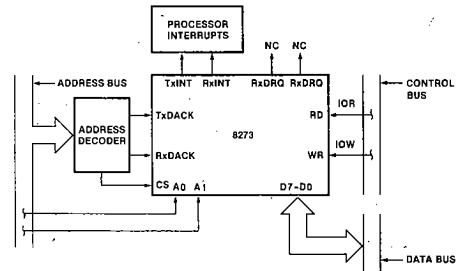 PROCESSOR
INTERRUPTS
NC NC
ADDRESS BUS
TxINT RxINT RxDRQ RxDRQ
CONTROL
BUS
TxDACK
IOR
RD
ADDRESS
DECODER
8273
IOW
RxDACK
WR
CS A0 A1
D7-D0
DATA BUS